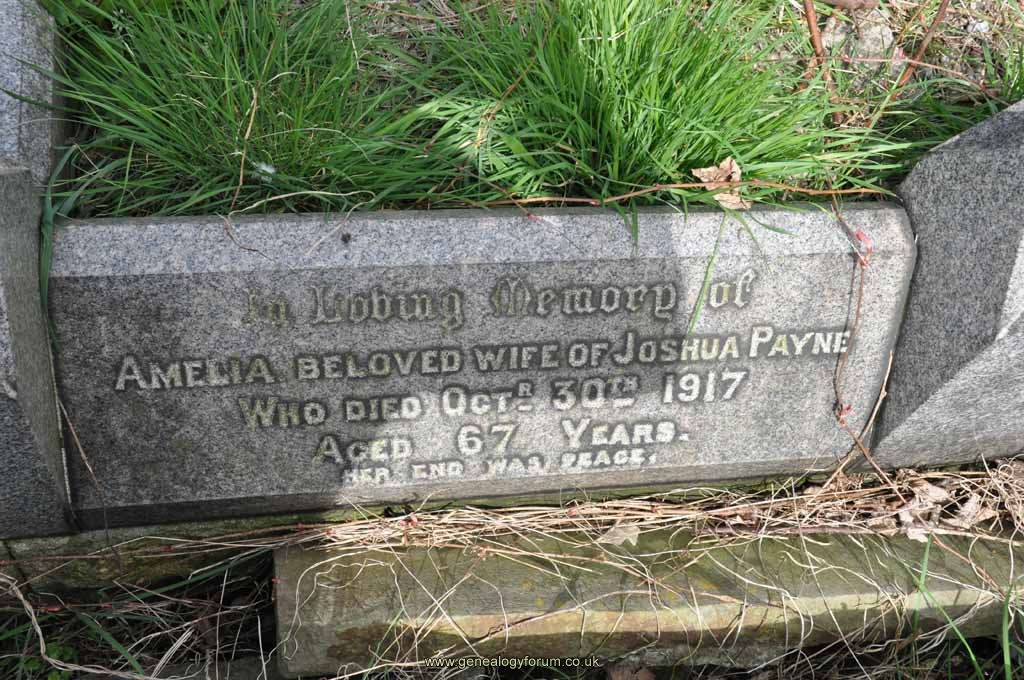 In Loving Memory of
AMELIA BELOVED WIFE OF JOSHUA PAYNE
WHO DIED OCTR 30TH 1917
AGED 67 YEARS.
HER END WAS PEACE.
www.genealogyforum.co.uk